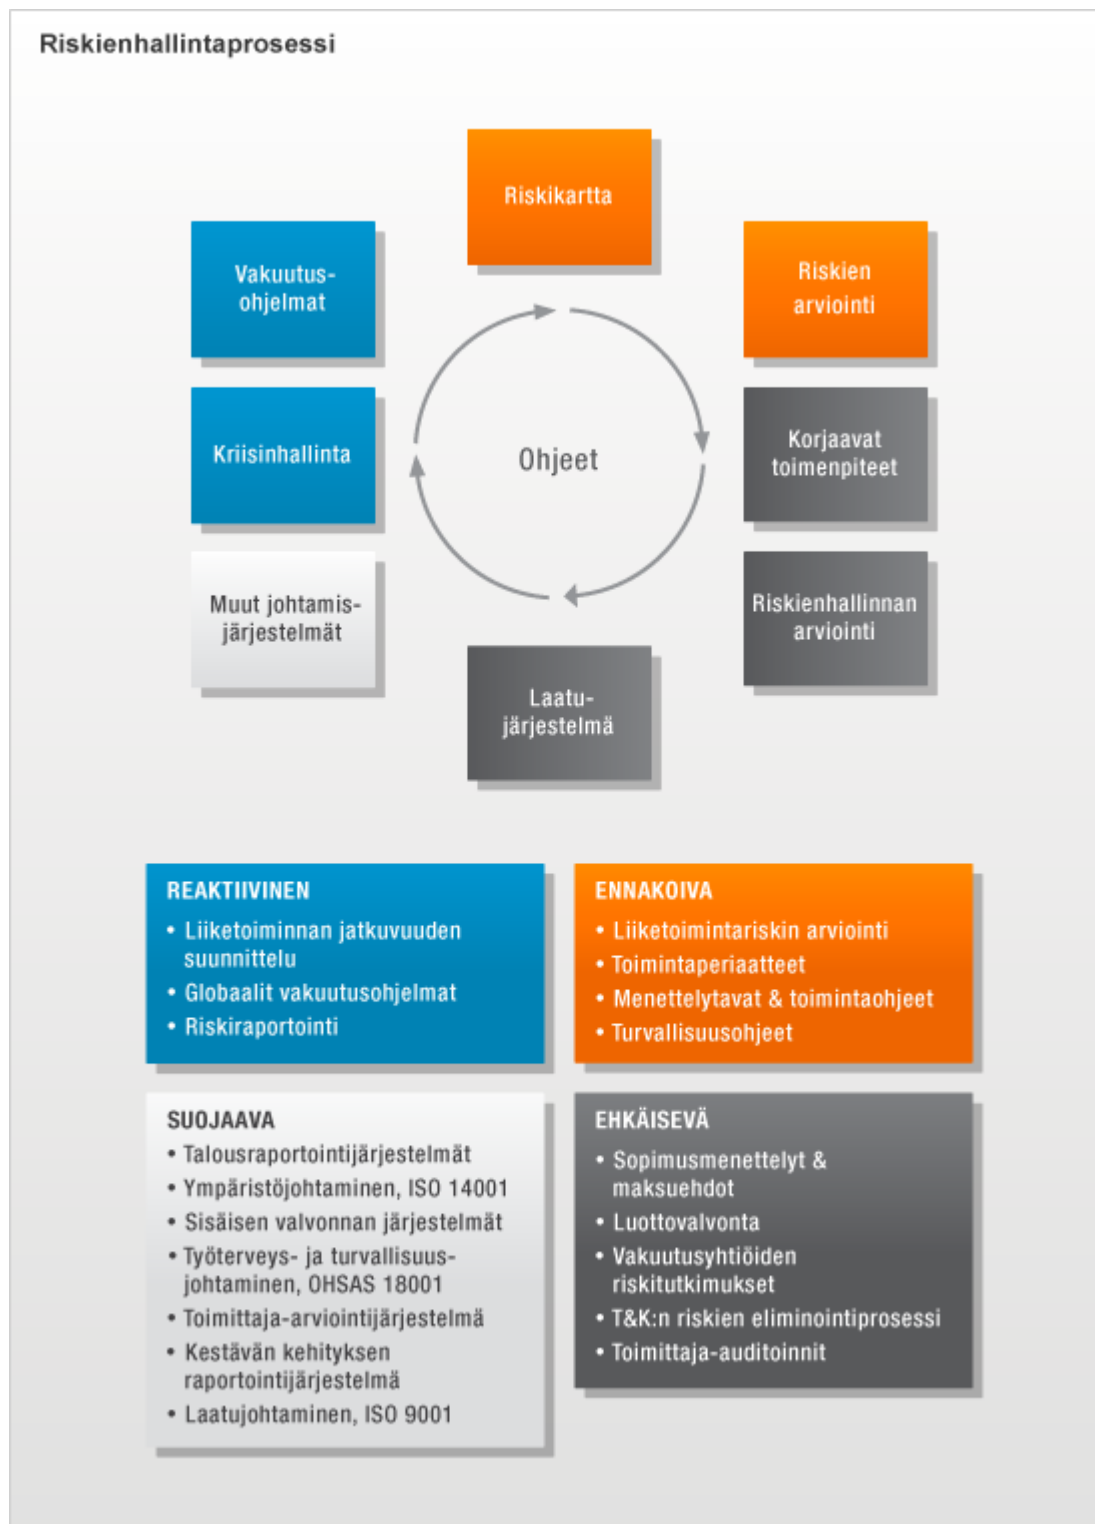 Riskienhallintaprosessi
Riskikartta
Vakuutus-
ohjelmat
Riskien
arviointi
Kriisinhallinta
Ohjeet
Korjaavat
toimenpiteet
Muut johtamis-
järjestelmät
Riskienhallinnan
arviointi
Laatu-
järjestelmä
REAKTIIVINEN
• Liiketoiminnan jatkuvuuden
suunnittelu
• Globaalit vakuutusohjelmat
• Riskiraportointi
ENNAKOIVA
• Liiketoimintariskin arviointi
• Toimintaperiaatteet
• Menettelytavat & toimintaohjeet
• Turvallisuusohjeet
SUOJAAVA
• Talousraportointijärjestelmät
• Ympäristöjohtaminen, ISO 14001
• Sisäisen valvonnan järjestelmät
• Työterveys- ja turvallisuus-
johtaminen, OHSAS 18001
• Toimittaja-arviointijärjestelmä
• Kestävän kehityksen
raportointijärjestelmä
• Laatujohtaminen, ISO 9001
EHKÄISEVÄ
• Sopimusmenettelyt &
maksuehdot
• Luottovalvonta
• Vakuutusyhtiöiden
riskitutkimukset
• T&K:n riskien eliminointiprosessi
• Toimittaja-auditoinnit